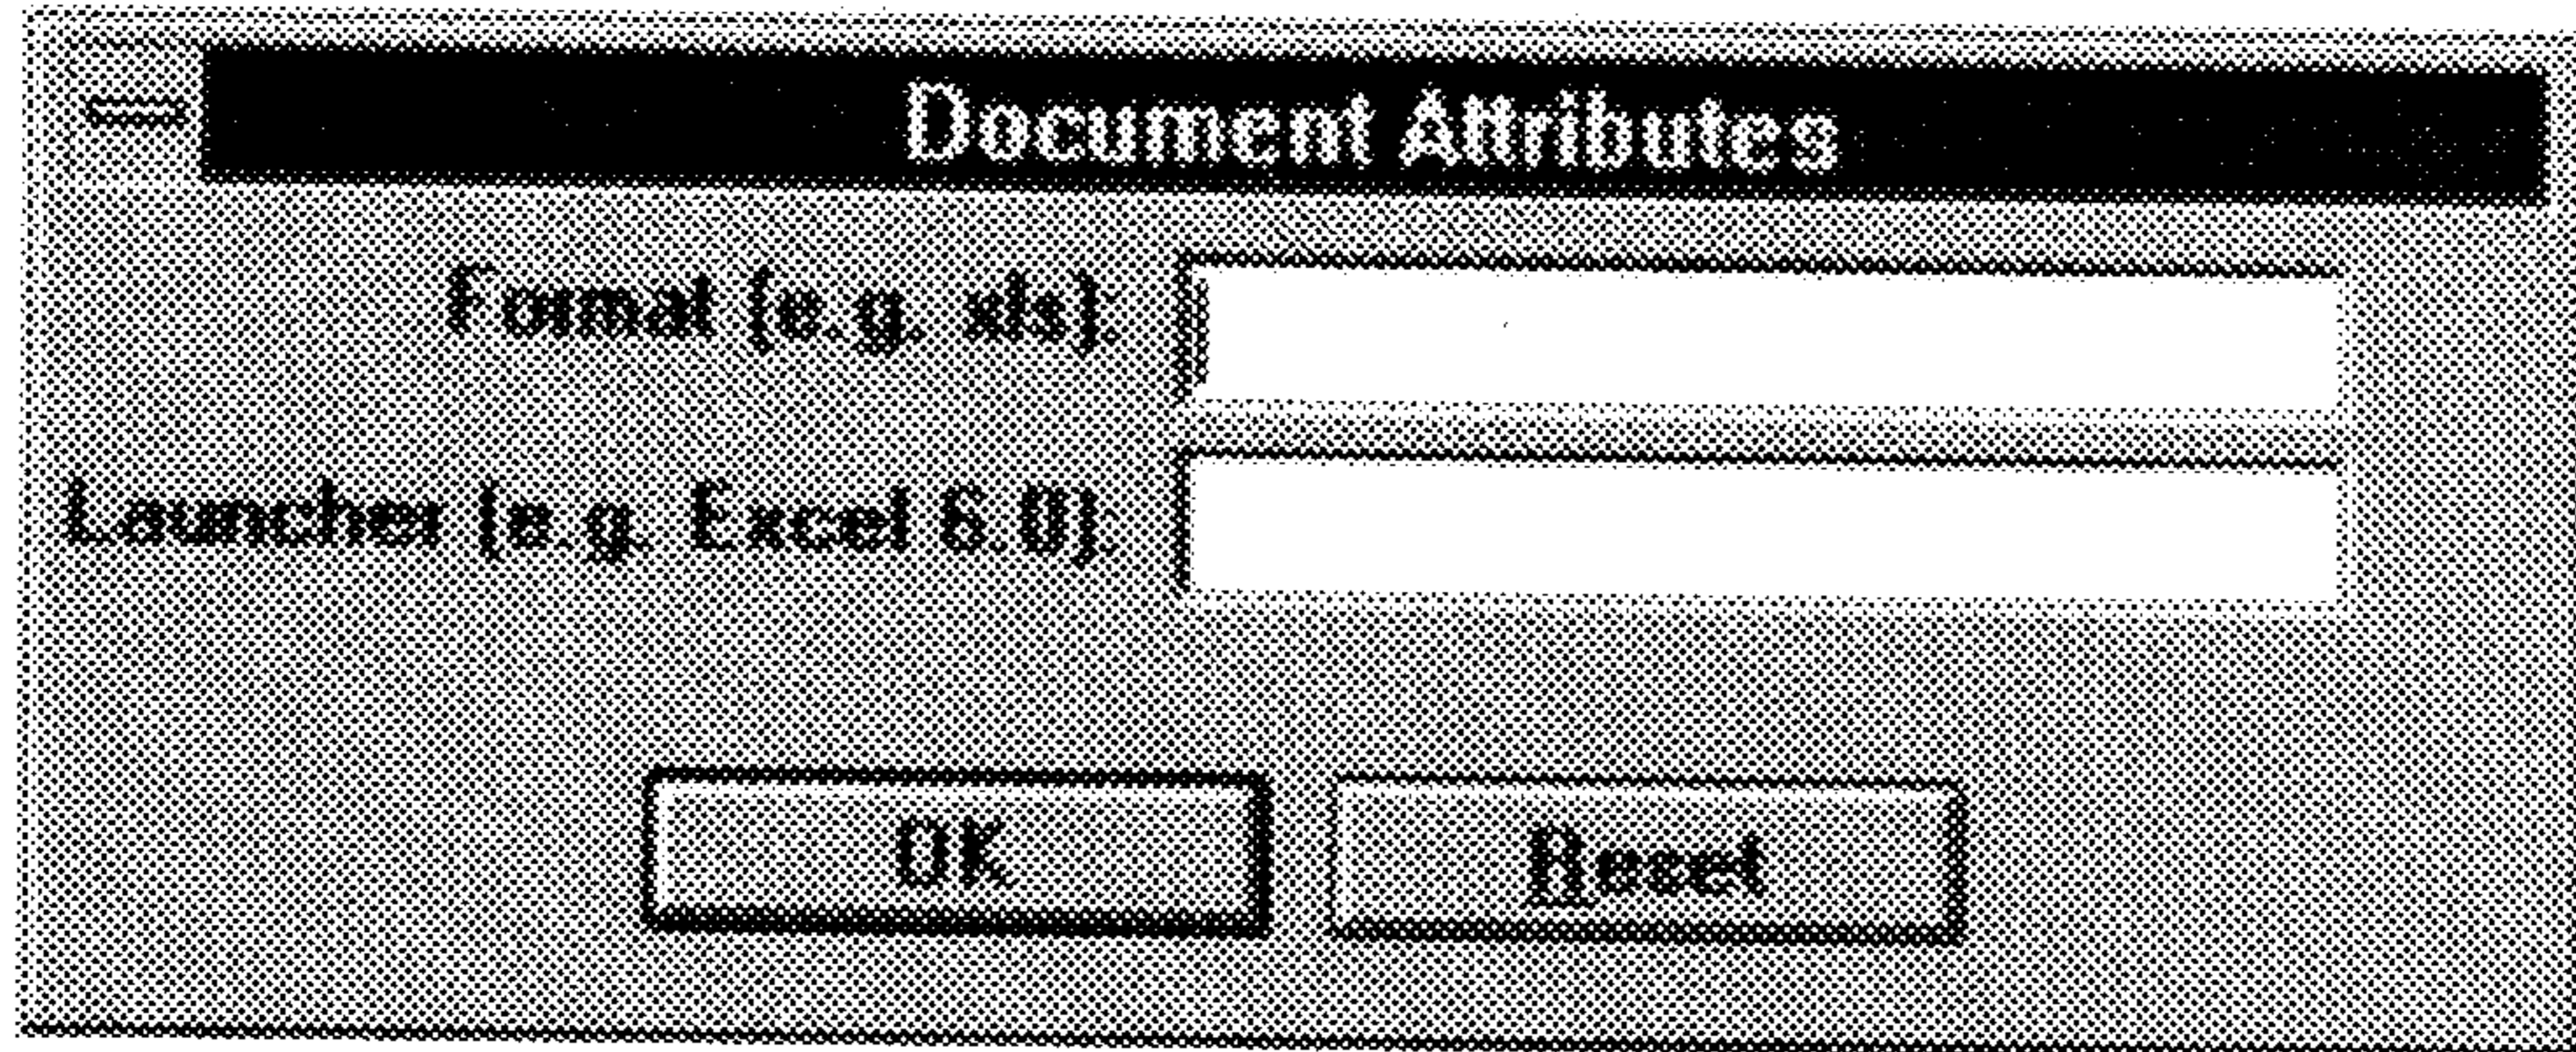 Document Attributes
Format (e.g. xls):
Launcher (e.g. Excel 6.0):
OK Reset